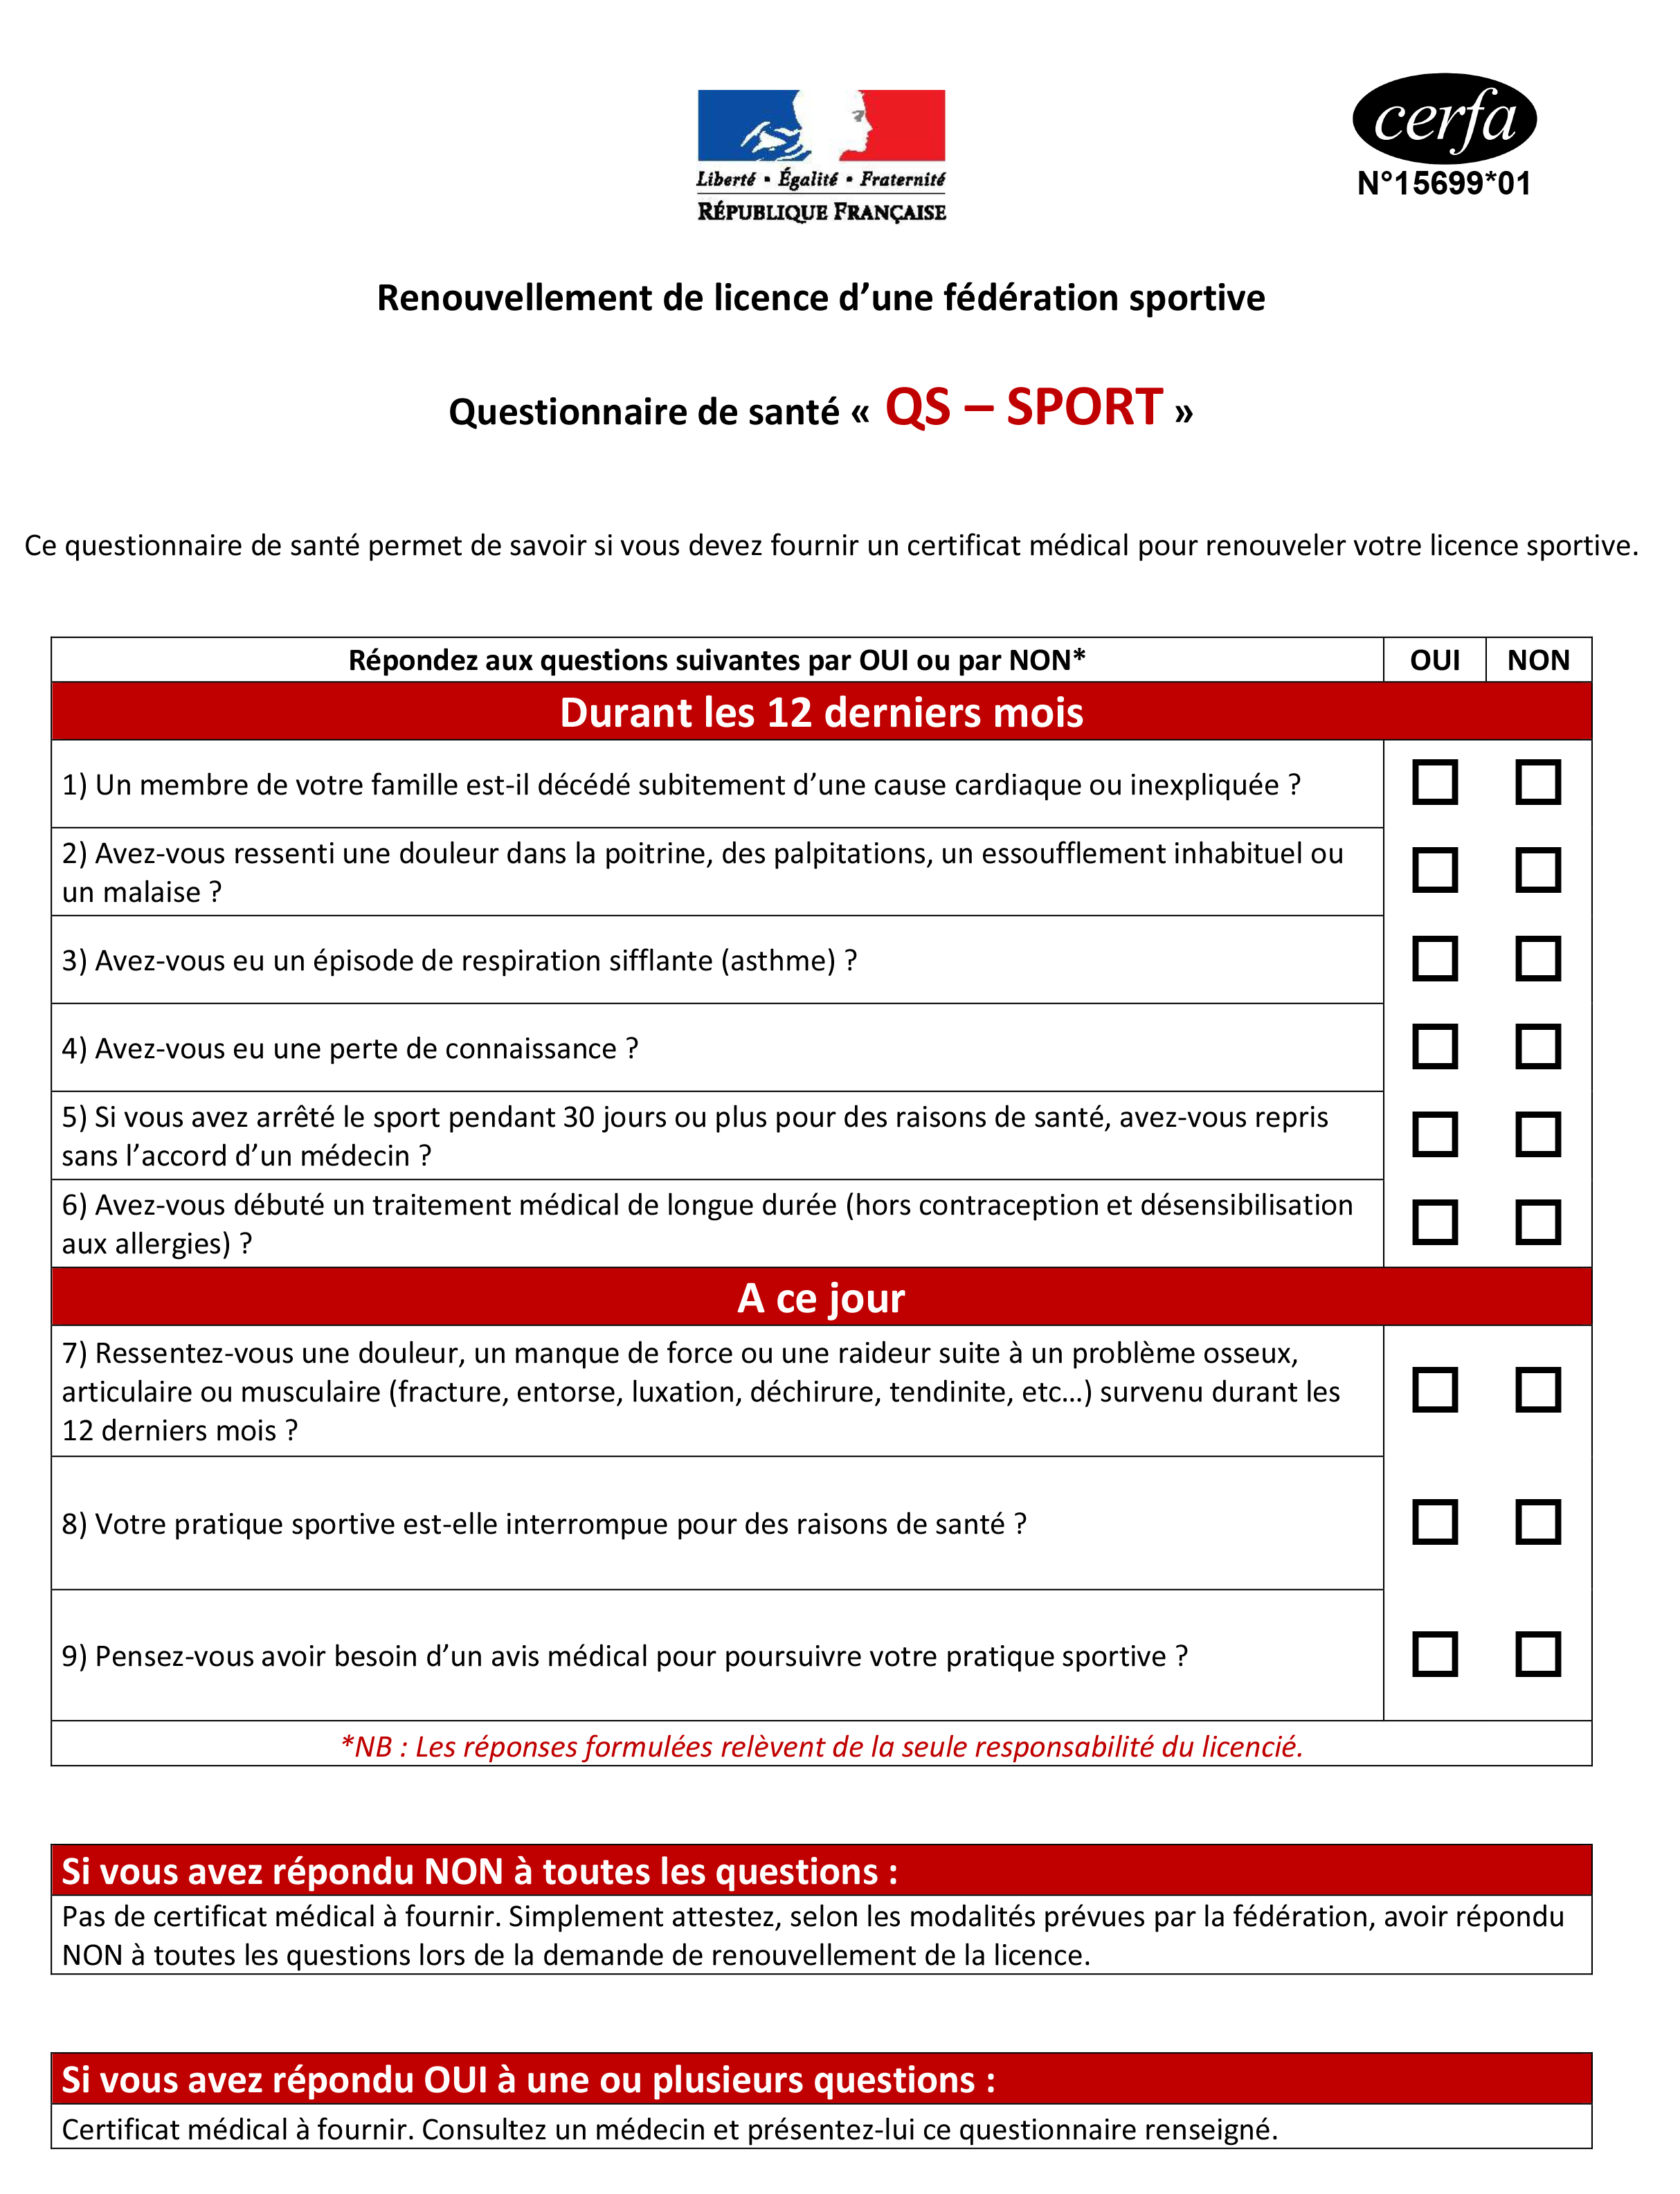 cerfa
N°15699*01
Liberté • Égalité • Fraternité
RÉPUBLIQUE FRANÇAISE
Renouvellement de licence d’une fédération sportive
Questionnaire de santé « QS – SPORT »
Ce questionnaire de santé permet de savoir si vous devez fournir un certificat médical pour renouveler votre licence sportive.
Répondez aux questions suivantes par OUI ou par NON* OUI NON
Durant les 12 derniers mois
1) Un membre de votre famille est-il décédé subitement d’une cause cardiaque ou inexpliquée ?
2) Avez-vous ressenti une douleur dans la poitrine, des palpitations, un essoufflement inhabituel ou
un malaise ?
3) Avez-vous eu un épisode de respiration sifflante (asthme) ?
4) Avez-vous eu une perte de connaissance ?
5) Si vous avez arrêté le sport pendant 30 jours ou plus pour des raisons de santé, avez-vous repris
sans l’accord d’un médecin ?
6) Avez-vous débuté un traitement médical de longue durée (hors contraception et désensibilisation
aux allergies) ?
A ce jour
7) Ressentez-vous une douleur, un manque de force ou une raideur suite à un problème osseux,
articulaire ou musculaire (fracture, entorse, luxation, déchirure, tendinite, etc…) survenu durant les
12 derniers mois ?
8) Votre pratique sportive est-elle interrompue pour des raisons de santé ?
9) Pensez-vous avoir besoin d’un avis médical pour poursuivre votre pratique sportive ?
*NB : Les réponses formulées relèvent de la seule responsabilité du licencié.
Si vous avez répondu NON à toutes les questions :
Pas de certificat médical à fournir. Simplement attestez, selon les modalités prévues par la fédération, avoir répondu
NON à toutes les questions lors de la demande de renouvellement de la licence.
Si vous avez répondu OUI à une ou plusieurs questions :
Certificat médical à fournir. Consultez un médecin et présentez-lui ce questionnaire renseigné.